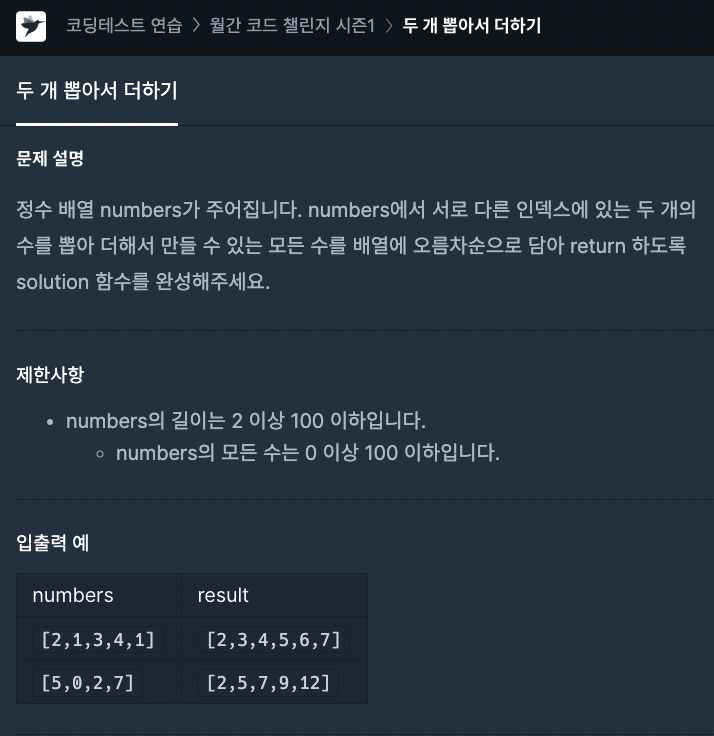 코딩테스트 연습 > 월간 코드 챌린지 시즌1 > 두 개 뽑아서 더하기
두 개 뽑아서 더하기
문제 설명
정수 배열 numbers가 주어집니다. numbers에서 서로 다른 인덱스에 있는 두 개의
수를 뽑아 더해서 만들 수 있는 모든 수를 배열에 오름차순으로 담아 return 하도록
solution 함수를 완성해주세요.
제한사항
• numbers의 길이는 2 이상 100 이하입니다.
◦ numbers의 모든 수는 0 이상 100 이하입니다.
입출력 예
numbers result
[2,1,3,4,1] [2,3,4,5,6,7]
[5,0,2,7] [2,5,7,9,12]